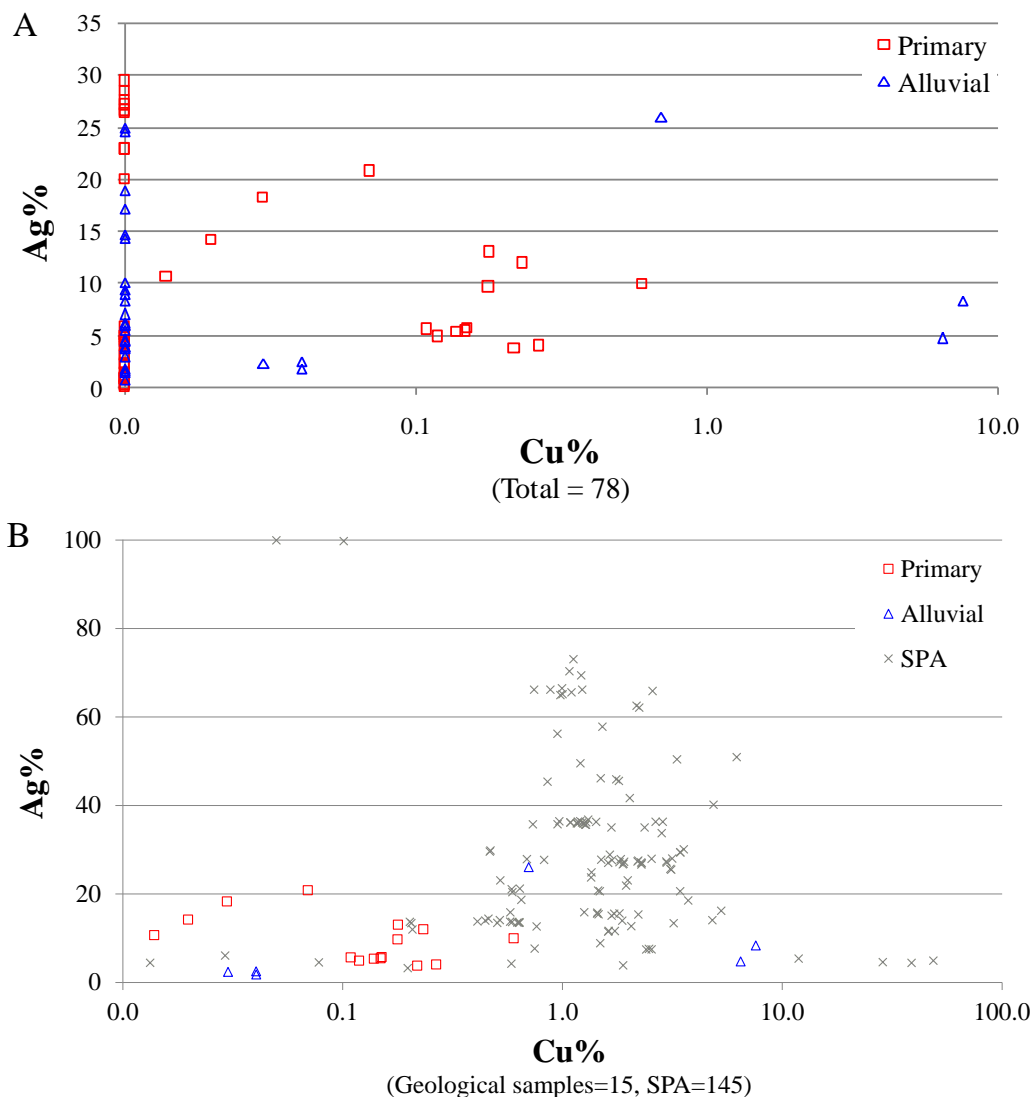 A
35
30
25
20
15
10
5
0
Ag%
Primary
Alluvial
0.0 0.1 1.0 10.0
Cu%
(Total = 78)
B
100
80
60
40
20
0
Ag%
Primary
Alluvial
SPA
0.0 0.1 1.0 10.0 100.0
Cu%
(Geological samples=15, SPA=145)